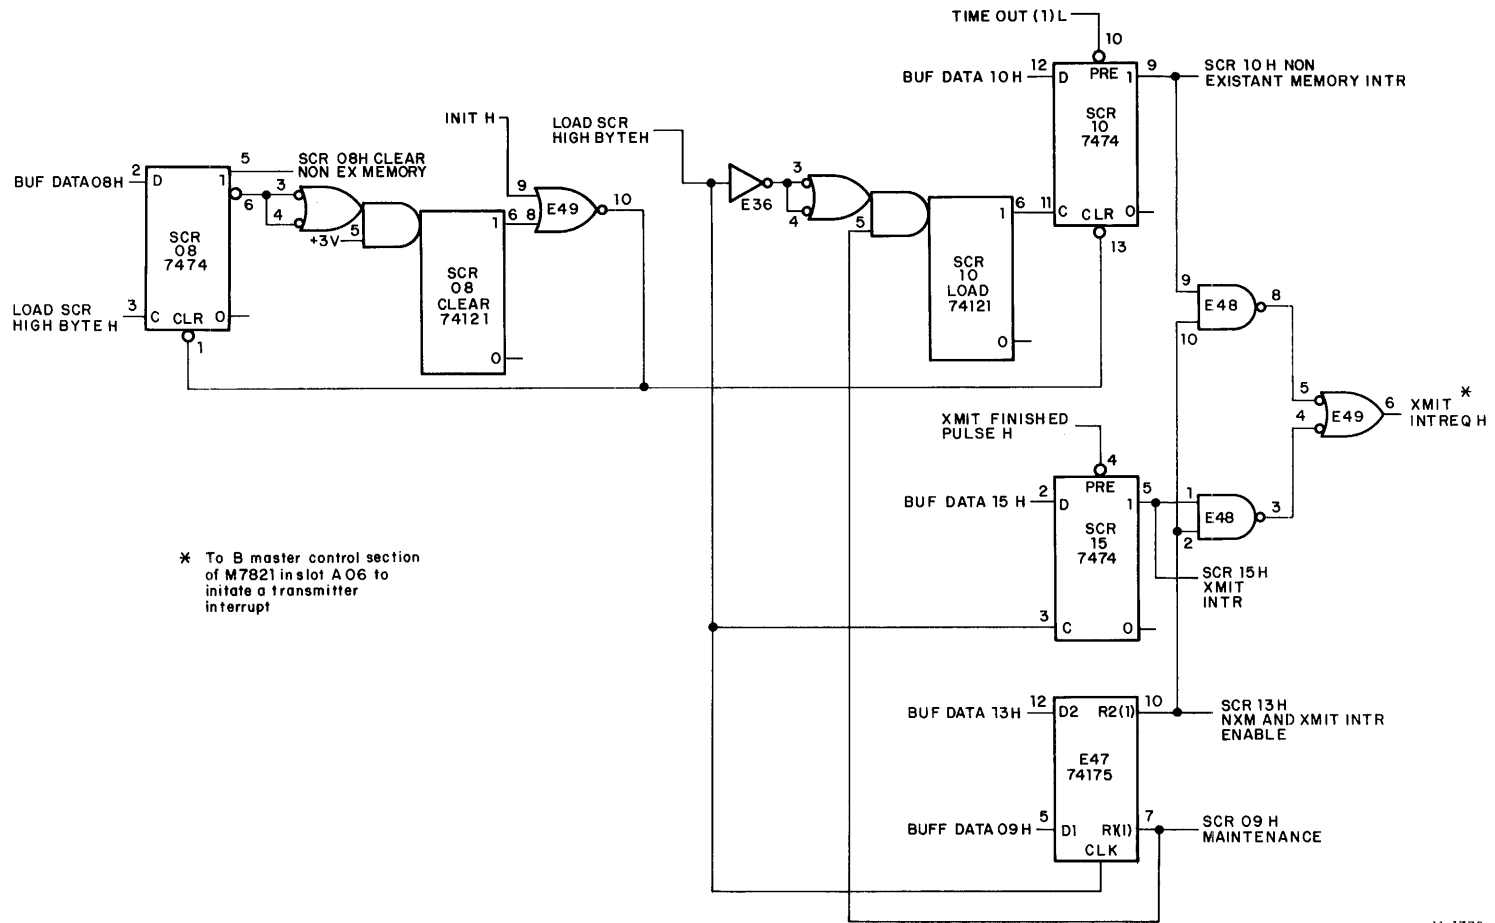 TIME OUT (1) L
10
BUF DATA 10H
12
D
PRE
1
9
SCR 10 H NON
EXISTANT MEMORY INTR
SCR
10
7474
11
C
CLR
0
13
INIT H
LOAD SCR
HIGH BYTEH
BUF DATA08H
2
D
1
5
SCR 08H CLEAR
NON EX MEMORY
6
3
4
+3V
5
SCR
08
7474
LOAD SCR
HIGH BYTE H
3
C
CLR
0
1
1
6
8
9
E49
10
SCR
08
CLEAR
74121
0
E36
3
4
5
1
6
SCR
10
LOAD
74121
0
9
10
E48
8
5
4
E49
6
XMIT *
INTREQ H
XMIT FINISHED
PULSE H
4
BUF DATA 15 H
2
D
PRE
1
5
SCR
15
7474
3
C
0
1
2
E48
3
SCR 15H
XMIT
INTR
* To B master control section
of M7821 in slot A06 to
initate a transmitter
interrupt
BUF DATA 13H
12
D2
R2(1)
10
SCR 13H
NXM AND XMIT INTR
ENABLE
E47
74175
BUFF DATA 09 H
5
D1
R1(1)
7
SCR 09 H
MAINTENANCE
CLK